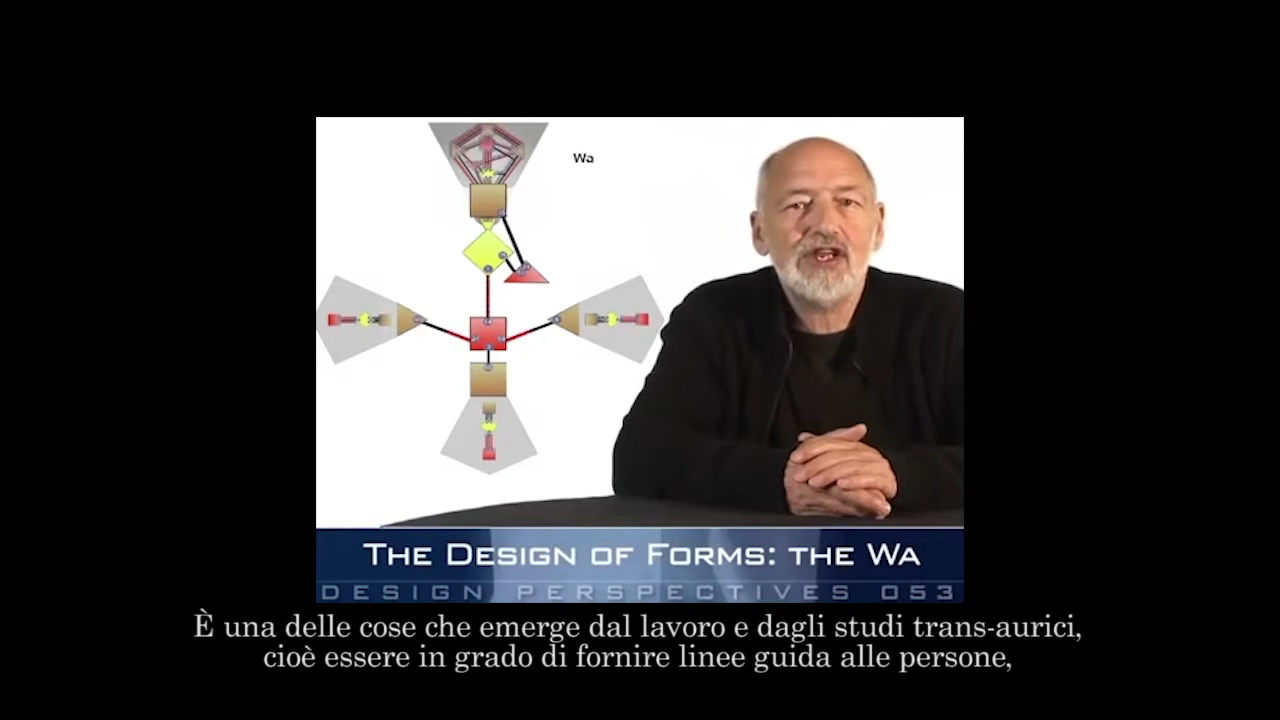 Wa
THE DESIGN OF FORMS: THE WA
DESIGN PERSPECTIVES 053
È una delle cose che emerge dal lavoro e dagli studi trans-aurici,
cioè essere in grado di fornire linee guida alle persone,